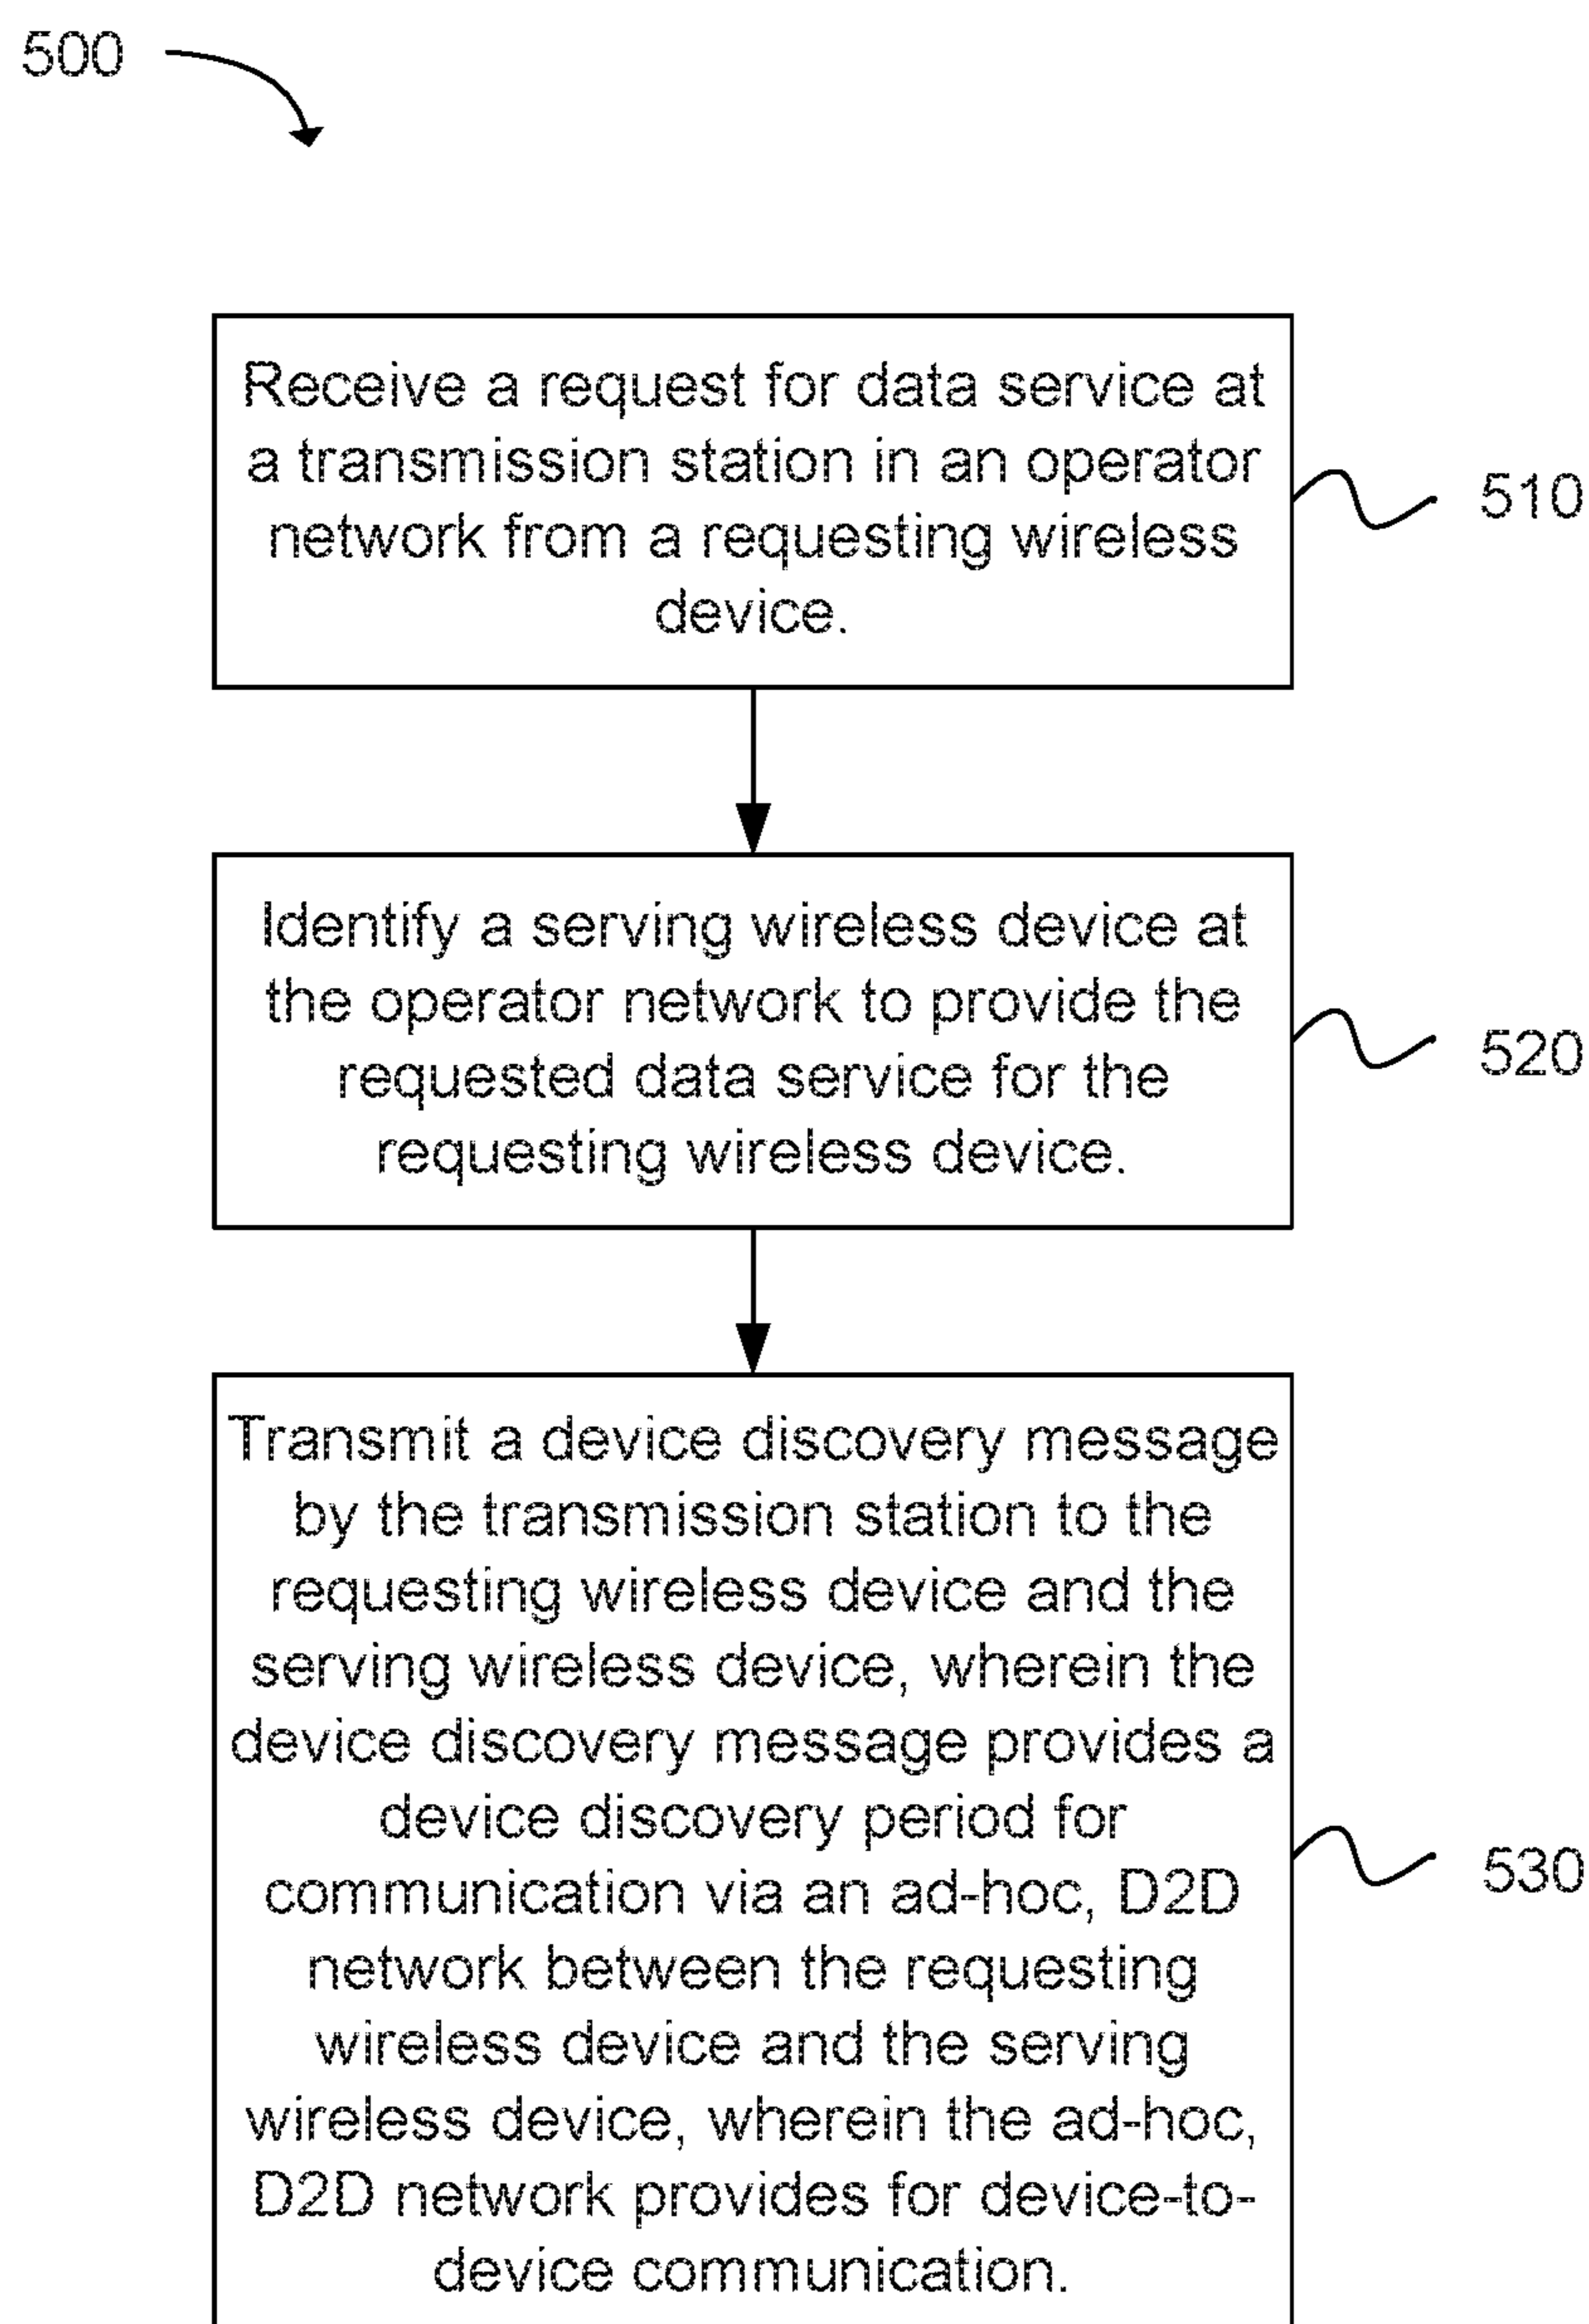 500
Receive a request for data service at
a transmission station in an operator
network from a requesting wireless
device.
510
Identify a serving wireless device at
the operator network to provide the
requested data service for the
requesting wireless device.
520
Transmit a device discovery message
by the transmission station to the
requesting wireless device and the
serving wireless device, wherein the
device discovery message provides a
device discovery period for
communication via an ad-hoc, D2D
network between the requesting
wireless device and the serving
wireless device, wherein the ad-hoc,
D2D network provides for device-to-
device communication.
530